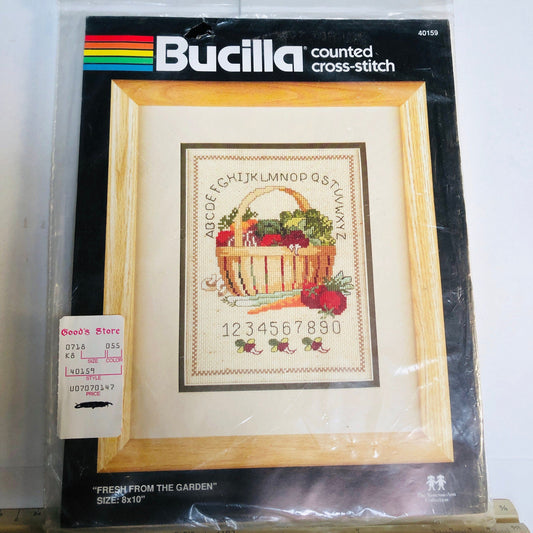 40159
Bucilla® counted
cross-stitch
ABCDEFGHIJKLMNOPQRSTUVWXYZ
1234567890
Good's Store
0718 055
K8 SIZE COLOR
40159
STYLE
U07070147
PRICE
"FRESH FROM THE GARDEN"
SIZE: 8x10"